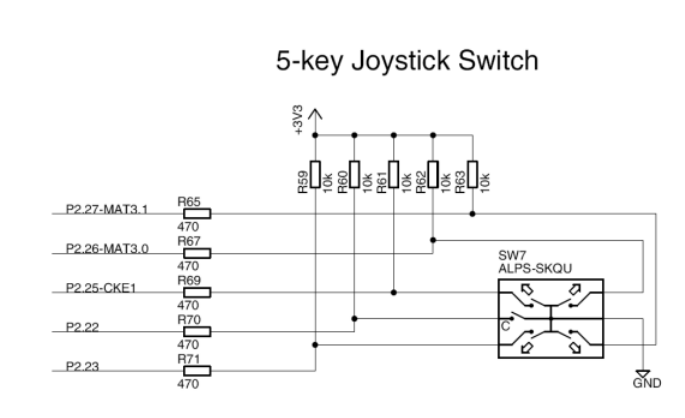 5-key Joystick Switch
+3V3
R59
10k
R60
10k
R61
10k
R62
10k
R63
10k
P2.27-MAT3.1
R65
470
P2.26-MAT3.0
R67
470
SW7
ALPS-SKQU
P2.25-CKE1
R69
470
C
P2.22
R70
470
P2.23
R71
470
GND